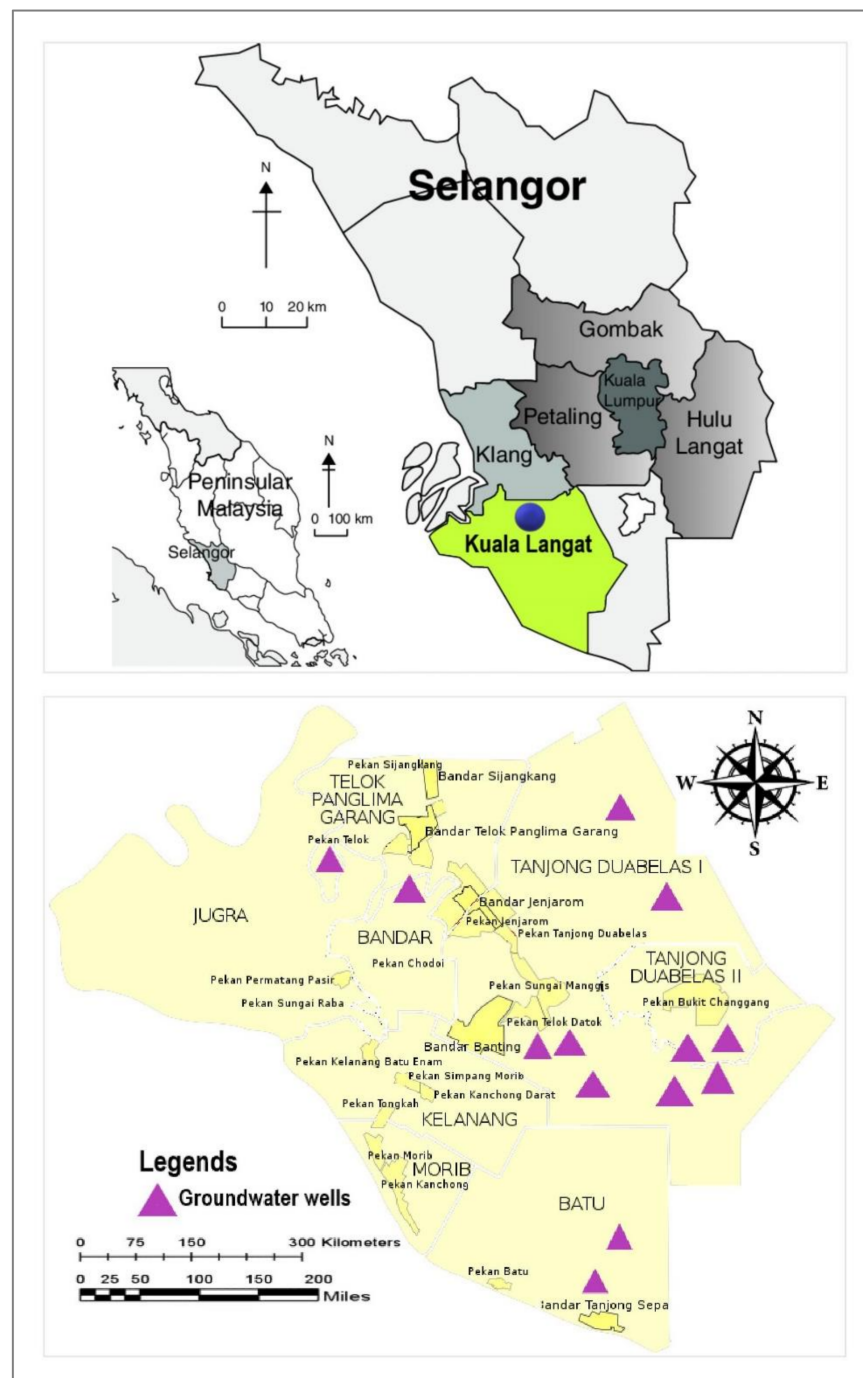 Selangor
N
0 10 20 km
Gombak
Kuala
Lumpur
Petaling
Hulu
Langat
Klang
Kuala Langat
N
Peninsular
Malaysia
0 100 km
Selangor
N
W E
S
Pekan Sijangkang
Bandar Sijangkang
TELOK
PANGLIMA
GARANG
Bandar Telok Panglima Garang
Pekan Telok
TANJONG DUABELAS I
JUGRA
Bandar Jenjarom
Pekan Jenjarom
BANDAR
Pekan Tanjong Duabelas
TANJONG
DUABELAS II
Pekan Chodoi
Pekan Permatang Pasir
Pekan Sungai Manggis
Pekan Bukit Changgang
Pekan Sungai Raba
Pekan Telok Datok
Bandar Banting
Pekan Kelanang Batu Enam
Pekan Simpang Morib
Pekan Kanchong Darat
Pekan Tongkah
KELANANG
Pekan Morib
MORIB
Pekan Kanchong
BATU
Legends
Groundwater wells
0 75 150 300 Kilometers
0 25 50 100 150 200
Miles
Pekan Batu
Bandar Tanjong Sepa